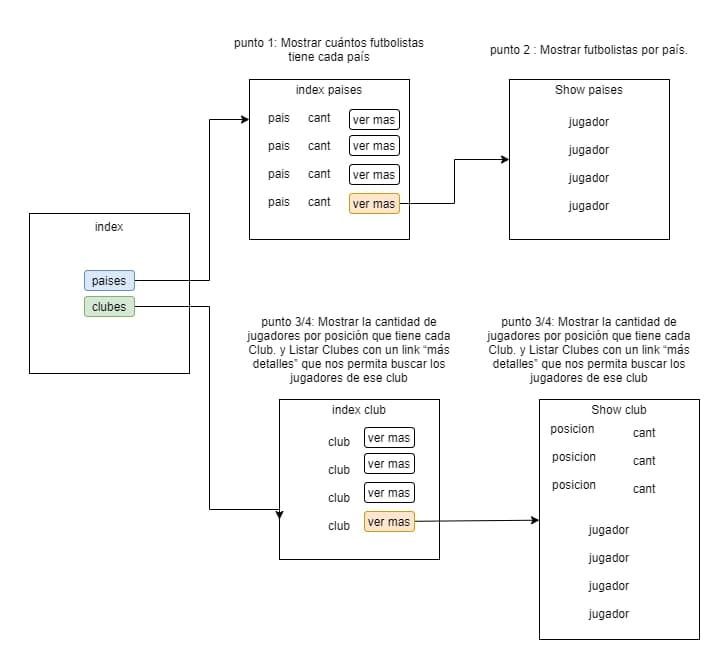 punto 1: Mostrar cuántos futbolistas
tiene cada país
punto 2 : Mostrar futbolistas por país.
index paises
pais cant ver mas
pais cant ver mas
pais cant ver mas
pais cant ver mas
Show paises
jugador
jugador
jugador
jugador
index
paises
clubes
punto 3/4: Mostrar la cantidad de
jugadores por posición que tiene cada
Club. y Listar Clubes con un link “más
detalles” que nos permita buscar los
jugadores de ese club
punto 3/4: Mostrar la cantidad de
jugadores por posición que tiene cada
Club. y Listar Clubes con un link “más
detalles” que nos permita buscar los
jugadores de ese club
index club
club ver mas
club ver mas
club ver mas
club ver mas
Show club
posicion cant
posicion cant
posicion cant
jugador
jugador
jugador
jugador